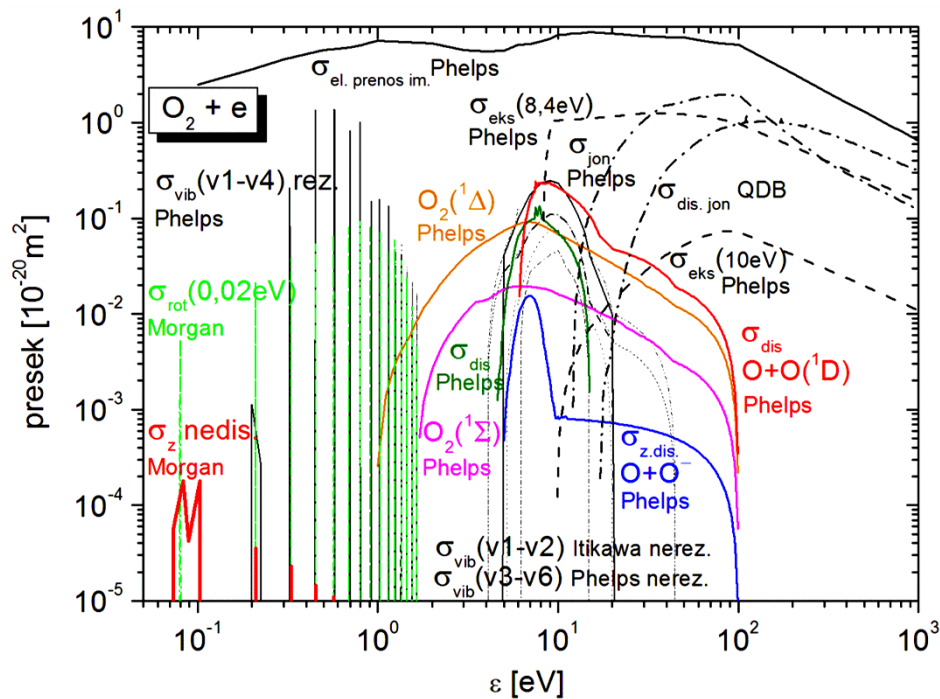 10¹
10⁰
10⁻¹
10⁻²
10⁻³
10⁻⁴
10⁻⁵
presek [10⁻²⁰m²]
O₂ + e
σel. prenos im. Phelps
σeks(8,4eV)
Phelps
σjon
Phelps
σvib(v1-v4) rez.
Phelps
σdis. jon QDB
O₂(¹Δ)
Phelps
σeks(10eV)
Phelps
σrot(0,02eV)
Morgan
σdis
Phelps
σdis
O+O(¹D)
Phelps
σz nedis.
Morgan
O₂(¹Σ)
Phelps
σz.dis.
O+O⁻
Phelps
σvib(v1-v2) Itikawa nerez.
σvib(v3-v6) Phelps nerez.
10⁻¹ 10⁰ 10¹ 10² 10³
ε [eV]